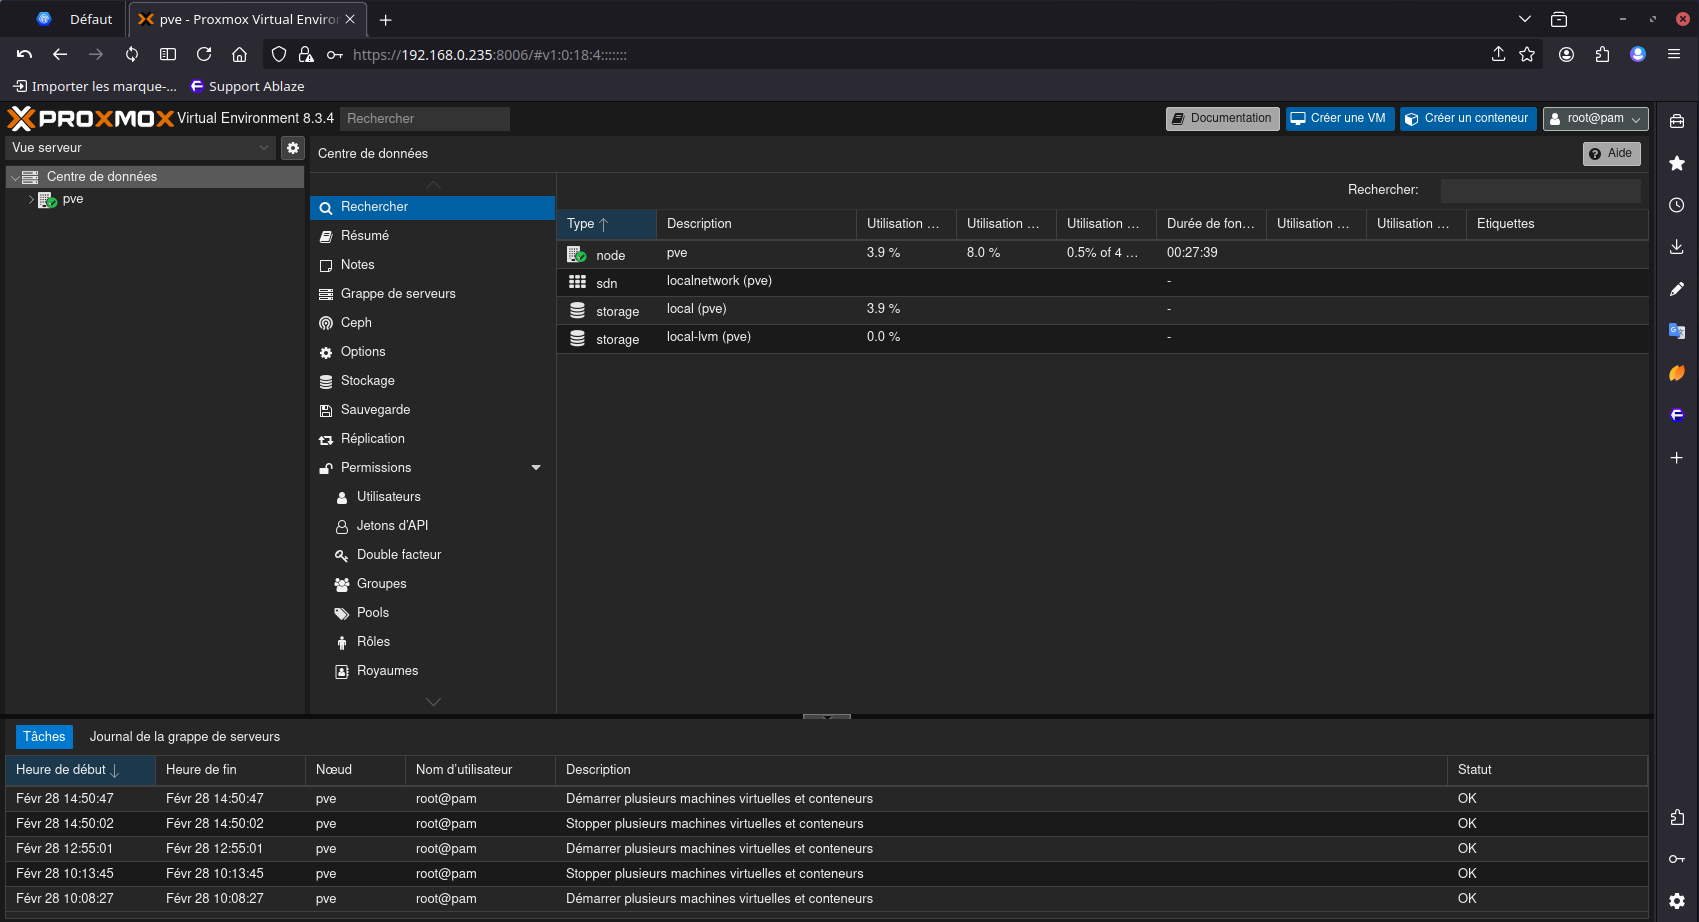 Défaut
pve - Proxmox Virtual Enviro
https://192.168.0.235:8006/#v1:0:18:4:::::::
Importer les marque-... Support Ablaze
PROXMOX Virtual Environment 8.3.4 Rechercher Documentation Créer une VM Créer un conteneur root@pam
Vue serveur
Centre de données
pve
Centre de données Aide
Rechercher
Résumé
Notes
Grappe de serveurs
Ceph
Options
Stockage
Sauvegarde
Réplication
Permissions
Utilisateurs
Jetons d'API
Double facteur
Groupes
Pools
Rôles
Royaumes
Rechercher:
Type Description Utilisation ... Utilisation ... Utilisation ... Durée de fon... Utilisation ... Utilisation ... Etiquettes
node pve 3.9 % 8.0 % 0.5% of 4 ... 00:27:39
sdn localnetwork (pve) -
storage local (pve) 3.9 % -
storage local-lvm (pve) 0.0 % -
Tâches Journal de la grappe de serveurs
Heure de début Heure de fin Nœud Nom d'utilisateur Description Statut
Févr 28 14:50:47 Févr 28 14:50:47 pve root@pam Démarrer plusieurs machines virtuelles et conteneurs OK
Févr 28 14:50:02 Févr 28 14:50:02 pve root@pam Stopper plusieurs machines virtuelles et conteneurs OK
Févr 28 12:55:01 Févr 28 12:55:01 pve root@pam Démarrer plusieurs machines virtuelles et conteneurs OK
Févr 28 10:13:45 Févr 28 10:13:45 pve root@pam Stopper plusieurs machines virtuelles et conteneurs OK
Févr 28 10:08:27 Févr 28 10:08:27 pve root@pam Démarrer plusieurs machines virtuelles et conteneurs OK